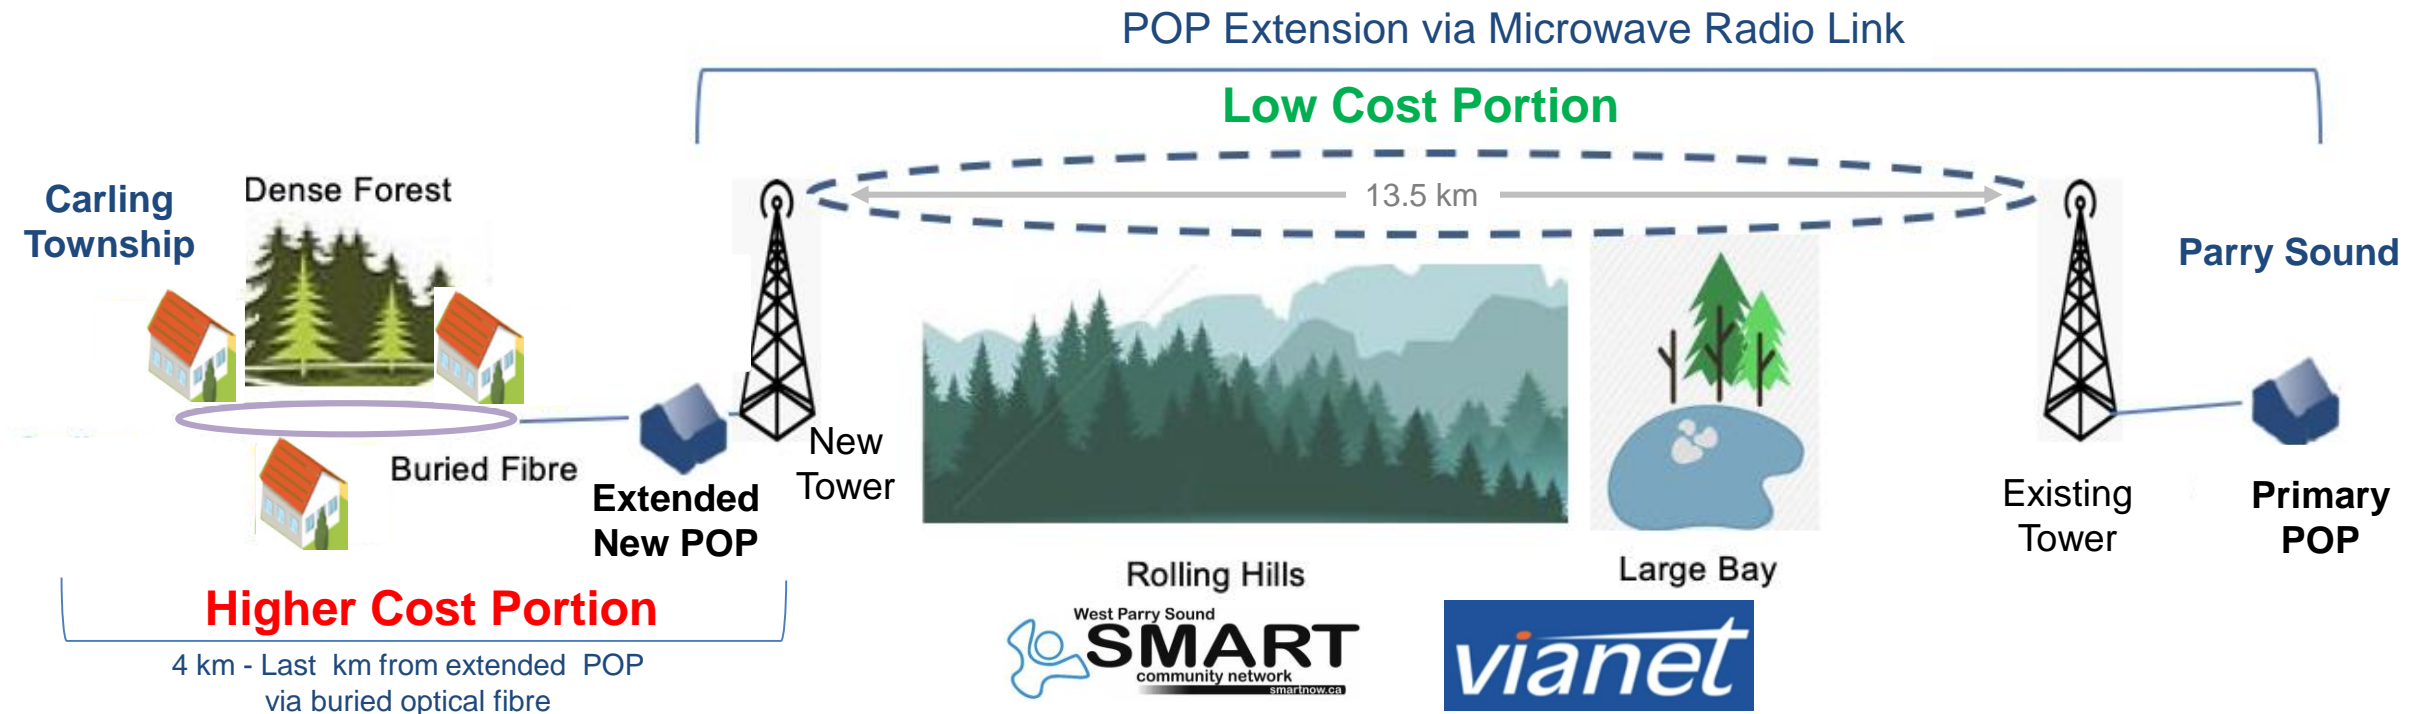 POP Extension via Microwave Radio Link
Low Cost Portion
13.5 km
Carling
Township
Dense Forest
Parry Sound
Buried Fibre
New
Tower
Extended
New POP
Existing
Tower
Primary
POP
Rolling Hills
Large Bay
Higher Cost Portion
4 km - Last km from extended POP
via buried optical fibre
West Parry Sound
SMART
community network
smartnow.ca
vianet